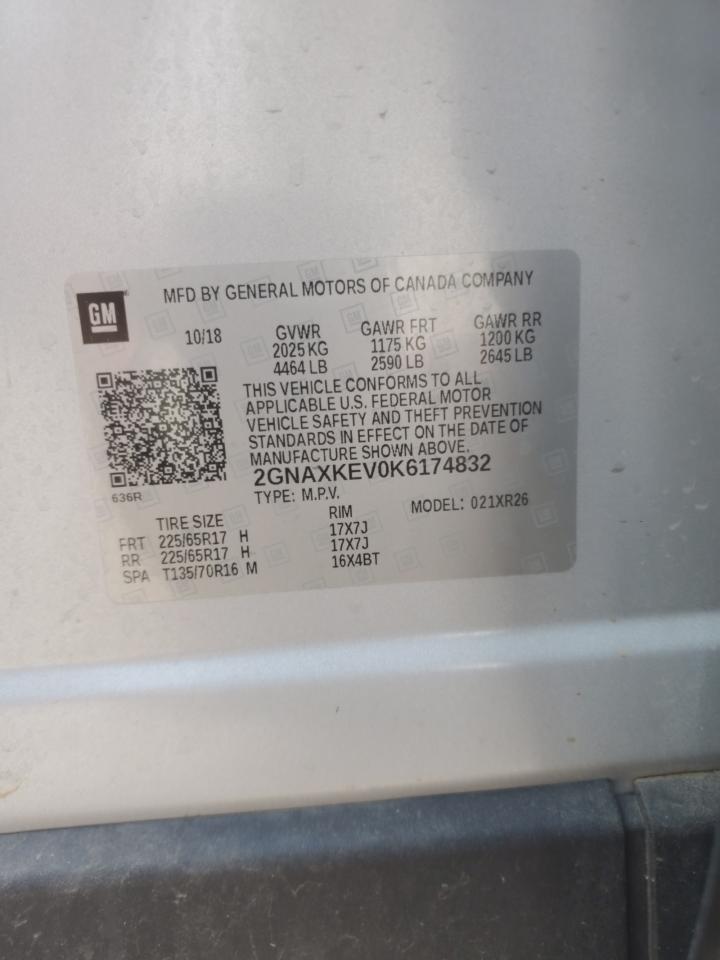 GM
MFD BY GENERAL MOTORS OF CANADA COMPANY
10/18 GVWR GAWR FRT GAWR RR
2025 KG 1175 KG 1200 KG
4464 LB 2590 LB 2645 LB
THIS VEHICLE CONFORMS TO ALL
APPLICABLE U.S. FEDERAL MOTOR
VEHICLE SAFETY AND THEFT PREVENTION
STANDARDS IN EFFECT ON THE DATE OF
MANUFACTURE SHOWN ABOVE.
2GNAXKEV0K6174832
636R
TYPE: M.P.V. MODEL: 021XR26
TIRE SIZE RIM
FRT 225/65R17 H 17X7J
RR 225/65R17 H 17X7J
SPA T135/70R16 M 16X4BT